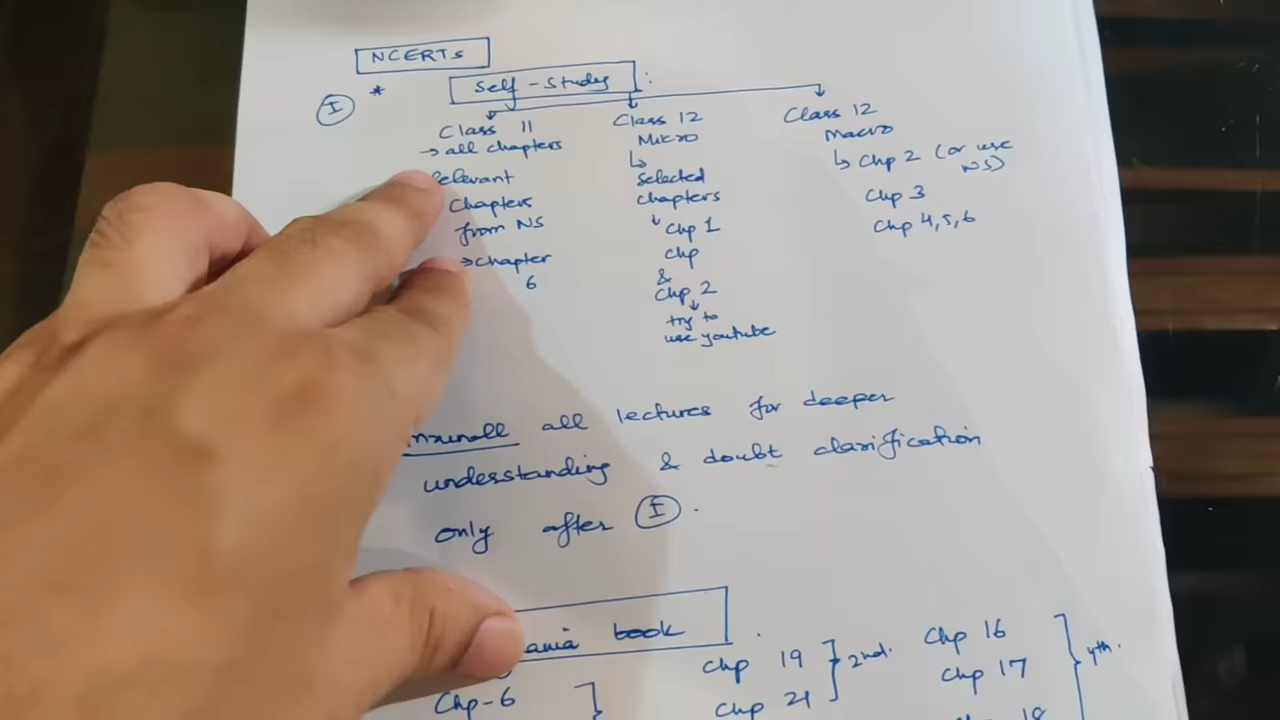 NCERTs
I * Self-Study :
Class 11
→ all chapters
relevant
chapters
from NS
→ chapter
6
Class 12
Micro
↳
selected
chapters
↓ Chp 1
Chp
&
Chp 2
↓
try to
use youtube
Class 12
Macro
↳ Chp 2 (or use
NS)
Chp 3
Chp 4,5,6
Mrunall all lectures for deeper
understanding & doubt clarification
only after I.
book
Chp-6
Chp 19
Chp 21
2nd.
Chp 16
Chp 17
18
4th.